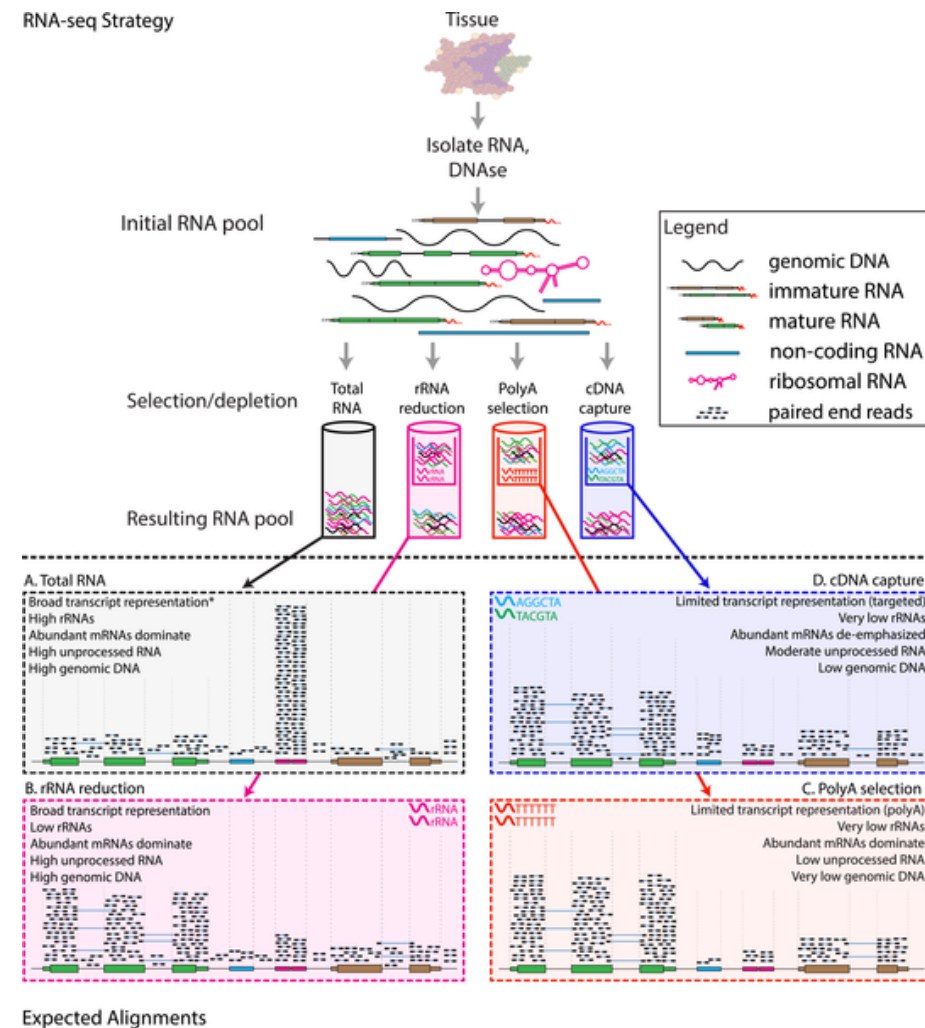 RNA-seq Strategy
Tissue
Isolate RNA,
DNAse
Initial RNA pool
Legend
genomic DNA
immature RNA
mature RNA
non-coding RNA
ribosomal RNA
paired end reads
Selection/depletion
Total
RNA
rRNA
reduction
PolyA
selection
cDNA
capture
rRNA
rRNA
TTTTTT
TTTTTT
AGGCTA
TACGTA
Resulting RNA pool
A. Total RNA
Broad transcript representation*
High rRNAs
Abundant mRNAs dominate
High unprocessed RNA
High genomic DNA
D. cDNA capture
AGGCTA
TACGTA
Limited transcript representation (targeted)
Very low rRNAs
Abundant mRNAs de-emphasized
Moderate unprocessed RNA
Low genomic DNA
B. rRNA reduction
Broad transcript representation
Low rRNAs
Abundant mRNAs dominate
High unprocessed RNA
High genomic DNA
rRNA
rRNA
C. PolyA selection
TTTTTT
TTTTTT
Limited transcript representation (polyA)
Very low rRNAs
Abundant mRNAs dominate
Low unprocessed RNA
Very low genomic DNA
Expected Alignments